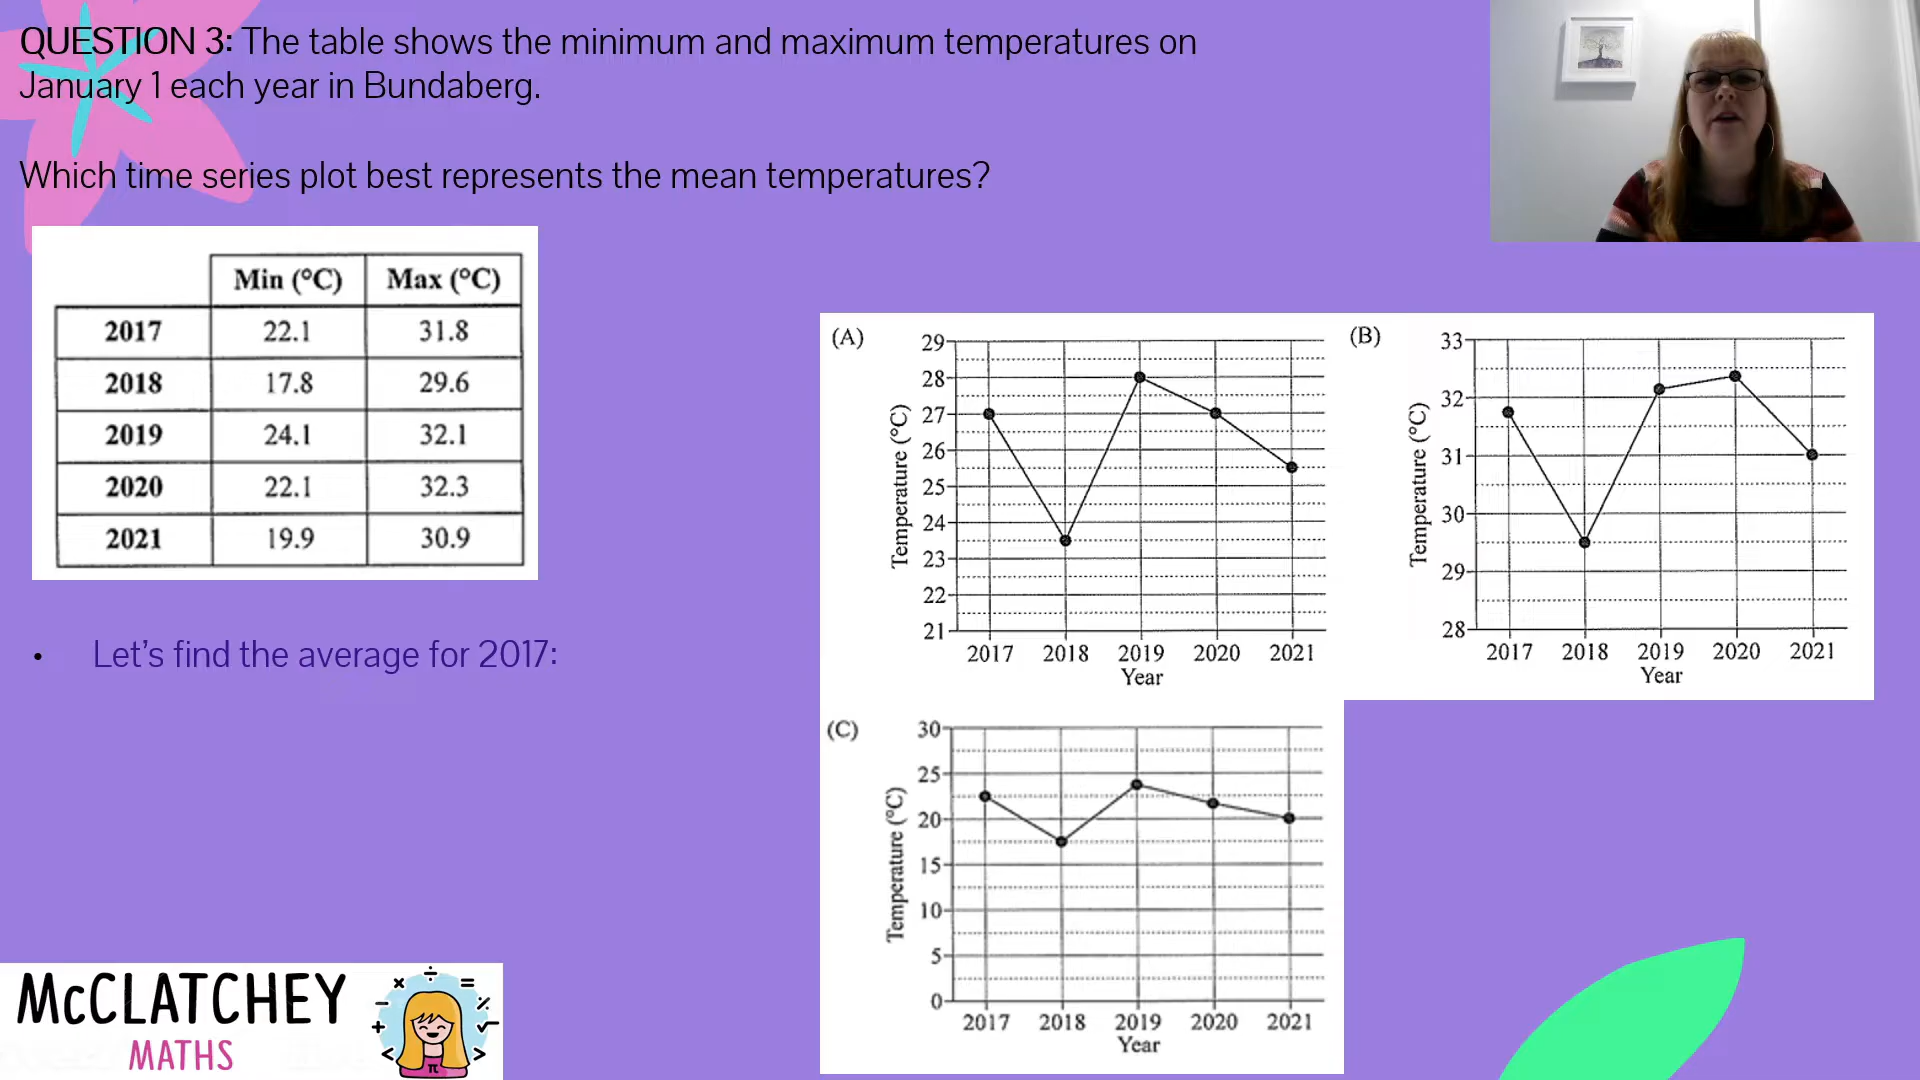 QUESTION 3: The table shows the minimum and maximum temperatures on
January 1 each year in Bundaberg.
Which time series plot best represents the mean temperatures?
Min (°C) Max (°C)
2017 22.1 31.8
2018 17.8 29.6
2019 24.1 32.1
2020 22.1 32.3
2021 19.9 30.9
• Let's find the average for 2017:
(A)
Temperature (°C)
29
28
27
26
25
24
23
22
21
2017 2018 2019 2020 2021
Year
(B)
Temperature (°C)
33
32
31
30
29
28
2017 2018 2019 2020 2021
Year
(C)
Temperature (°C)
30
25
20
15
10
5
0
2017 2018 2019 2020 2021
Year
McCLATCHEY
MATHS
× ÷ =
− %
+ √
< π >